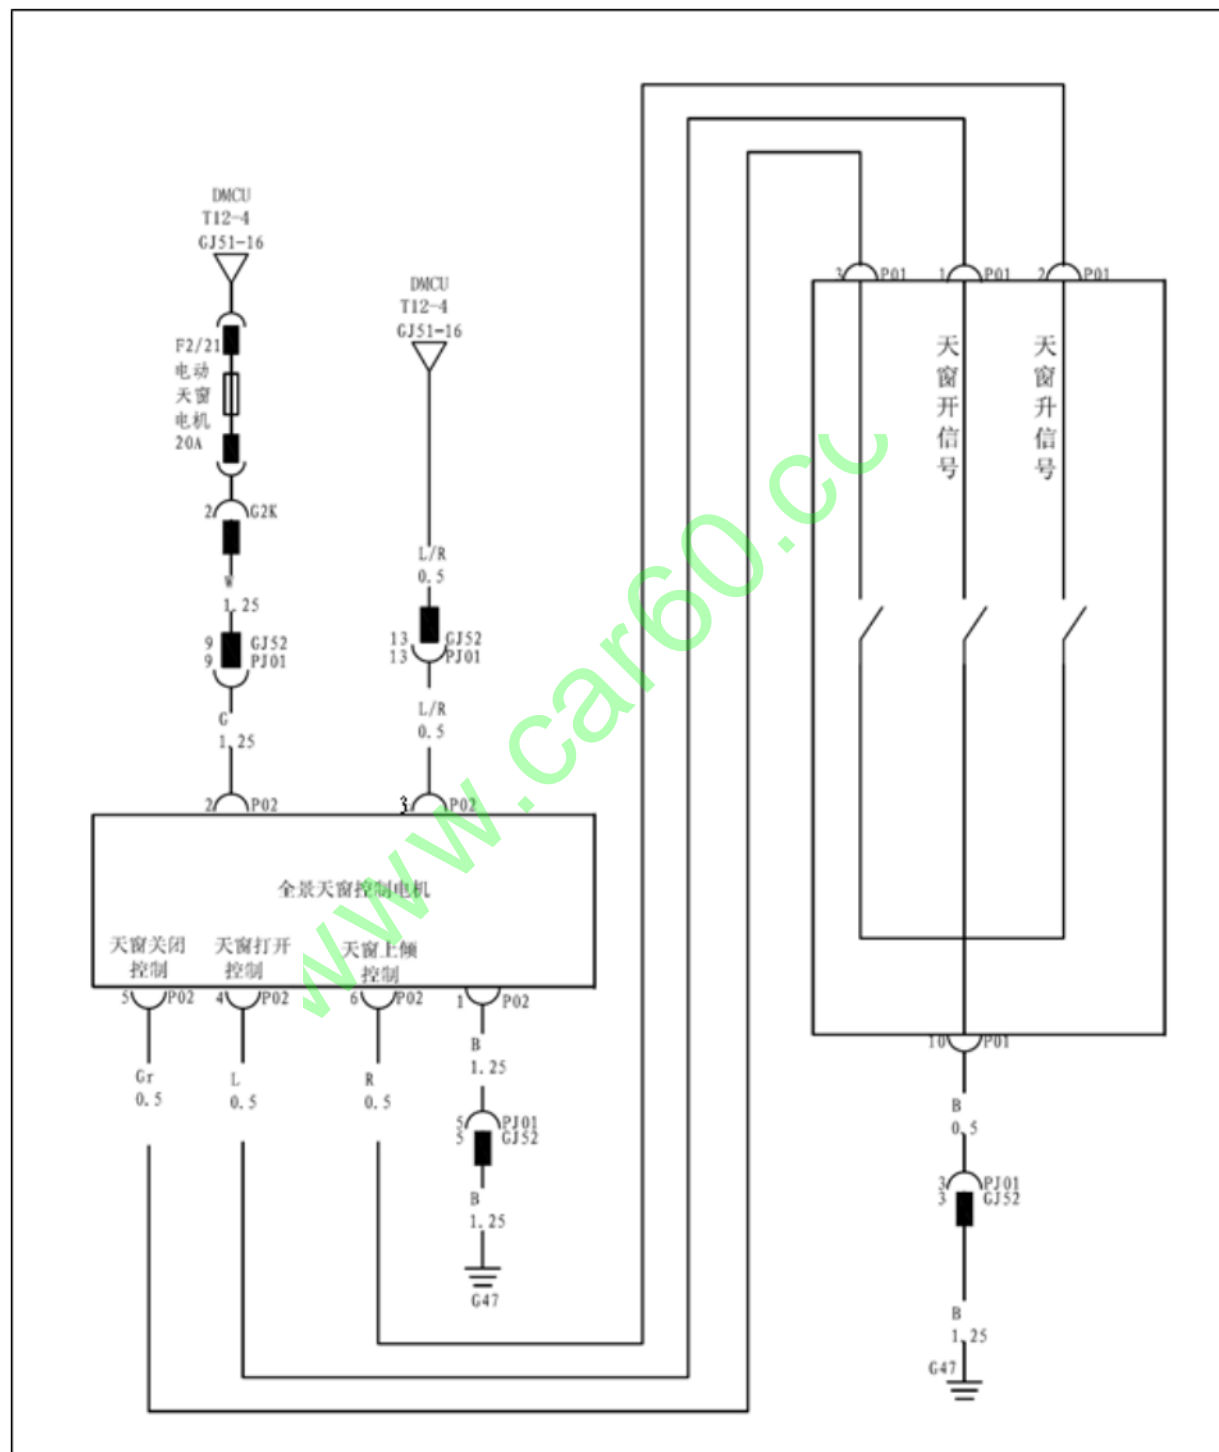 DMCU
T12-4
GJ51-16
DMCU
T12-4
GJ51-16
F2/21
电动
天窗
电机
20A
2 G2K
W
1.25
9 GJ52
9 PJ01
G
1.25
2 P02
L/R
0.5
13 GJ52
13 PJ01
L/R
0.5
3 P02
全景天窗控制电机
天窗关闭
控制
天窗打开
控制
天窗上倾
控制
5 P02
4 P02
6 P02
1 P02
Gr
0.5
L
0.5
R
0.5
B
1.25
5 PJ01
5 GJ52
B
1.25
G47
3 P01
1 P01
2 P01
天窗开信号
天窗升信号
10 P01
B
0.5
3 PJ01
3 GJ52
B
1.25
G47
www.car60.cc